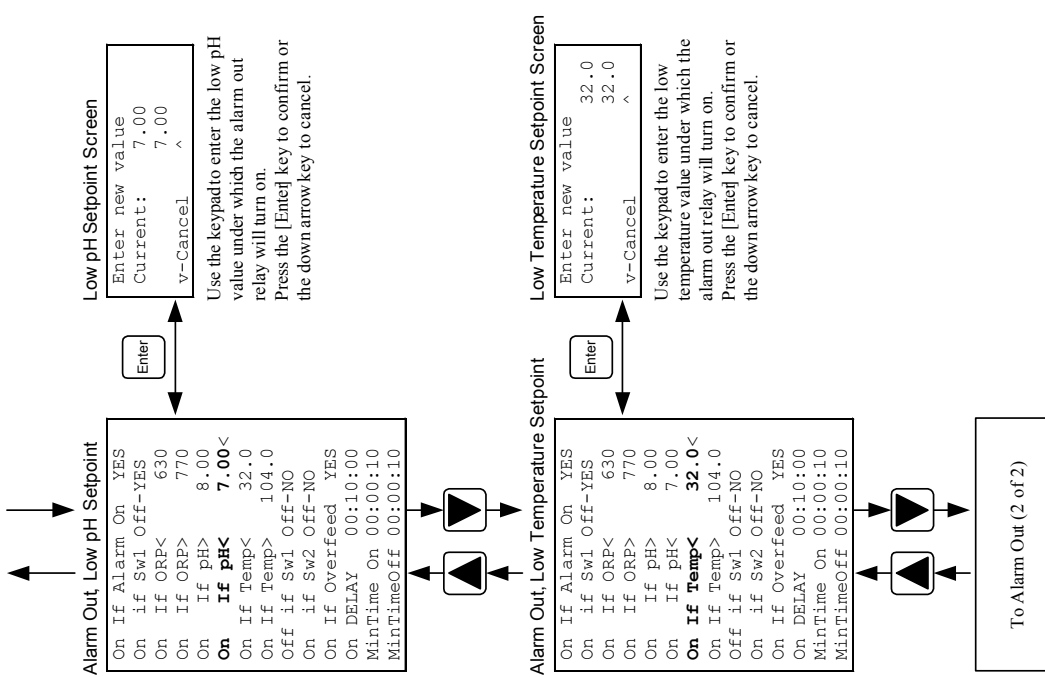 Alarm Out, Low pH Setpoint
On If Alarm On YES
On if Sw1 Off-YES
On If ORP< 630
On If ORP> 770
On If pH> 8.00
On If pH< 7.00<
On If Temp< 32.0
On If Temp> 104.0
Off if Sw1 Off-NO
On if Sw2 Off-NO
On If Overfeed YES
On DELAY 00:10:00
MinTime On 00:00:10
MinTimeOff 00:00:10
Enter
Low pH Setpoint Screen
Enter new value
Current: 7.00
7.00
v-Cancel ^
Use the keypad to enter the low pH
value under which the alarm out
relay will turn on.
Press the [Enter] key to confirm or
the down arrow key to cancel.
Alarm Out, Low Temperature Setpoint
On If Alarm On YES
On if Sw1 Off-YES
On If ORP< 630
On If ORP> 770
On If pH> 8.00
On If pH< 7.00
On If Temp< 32.0<
On If Temp> 104.0
Off if Sw1 Off-NO
On if Sw2 Off-NO
On If Overfeed YES
On DELAY 00:10:00
MinTime On 00:00:10
MinTimeOff 00:00:10
Enter
Low Temperature Setpoint Screen
Enter new value
Current: 32.0
32.0
v-Cancel ^
Use the keypad to enter the low
temperature value under which the
alarm out relay will turn on.
Press the [Enter] key to confirm or
the down arrow key to cancel.
To Alarm Out (2 of 2)